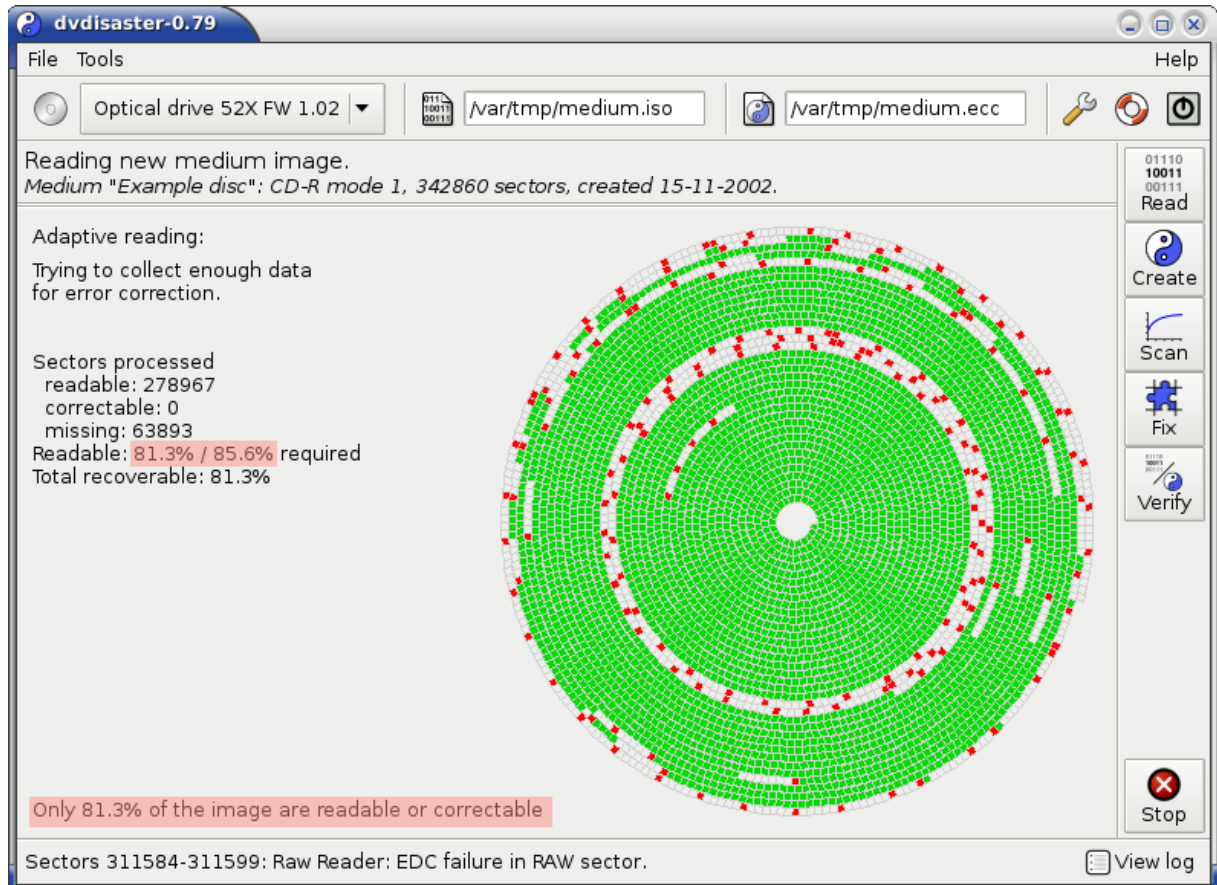 dvdisaster-0.79
File Tools Help
Optical drive 52X FW 1.02 /var/tmp/medium.iso /var/tmp/medium.ecc
Reading new medium image.
Medium "Example disc": CD-R mode 1, 342860 sectors, created 15-11-2002.
Adaptive reading:
Trying to collect enough data
for error correction.
Sectors processed
readable: 278967
correctable: 0
missing: 63893
Readable: 81.3% / 85.6% required
Total recoverable: 81.3%
Only 81.3% of the image are readable or correctable
01110
10011
00111
Read
Create
Scan
Fix
Verify
Stop
Sectors 311584-311599: Raw Reader: EDC failure in RAW sector. View log